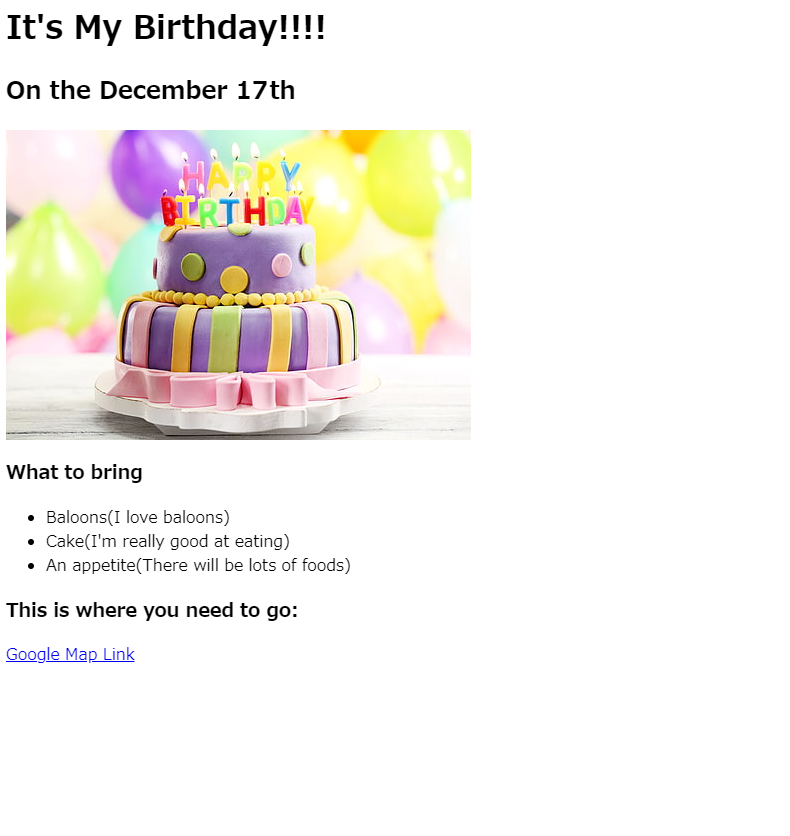 It's My Birthday!!!!
On the December 17th
HAPPY
BIRTHDAY
What to bring
Baloons(I love baloons)
Cake(I'm really good at eating)
An appetite(There will be lots of foods)
This is where you need to go:
Google Map Link